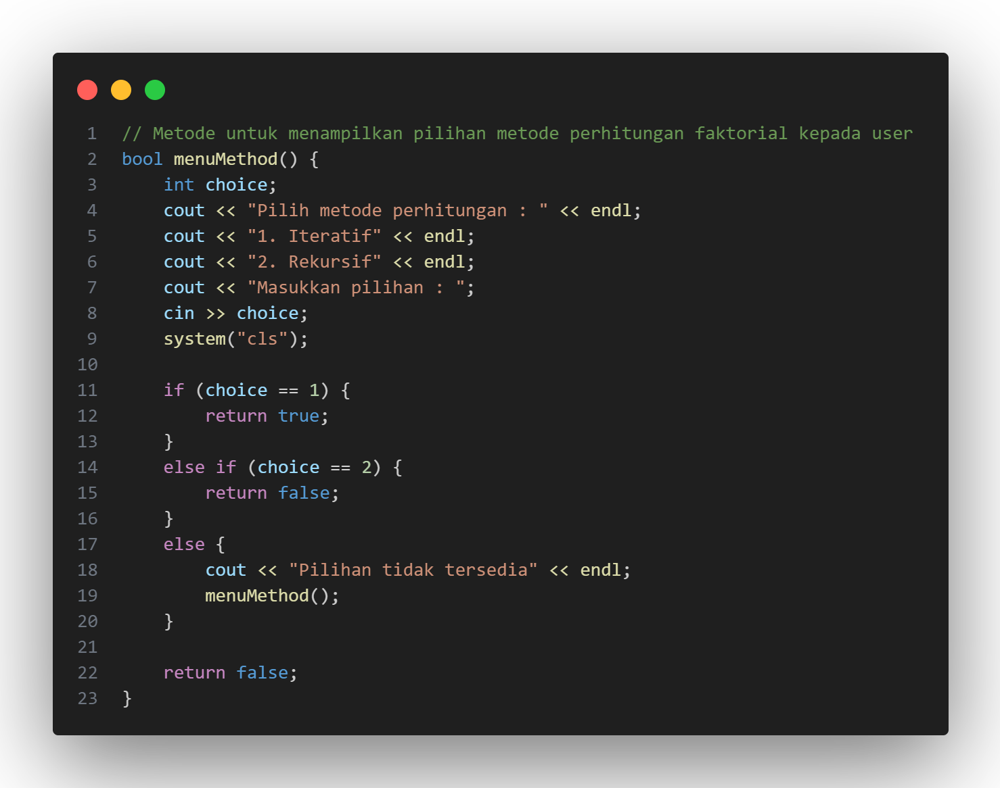 1 // Metode untuk menampilkan pilihan metode perhitungan faktorial kepada user
2 bool menuMethod() {
3     int choice;
4     cout << "Pilih metode perhitungan : " << endl;
5     cout << "1. Iteratif" << endl;
6     cout << "2. Rekursif" << endl;
7     cout << "Masukkan pilihan : ";
8     cin >> choice;
9     system("cls");
10
11     if (choice == 1) {
12         return true;
13     }
14     else if (choice == 2) {
15         return false;
16     }
17     else {
18         cout << "Pilihan tidak tersedia" << endl;
19         menuMethod();
20     }
21
22     return false;
23 }